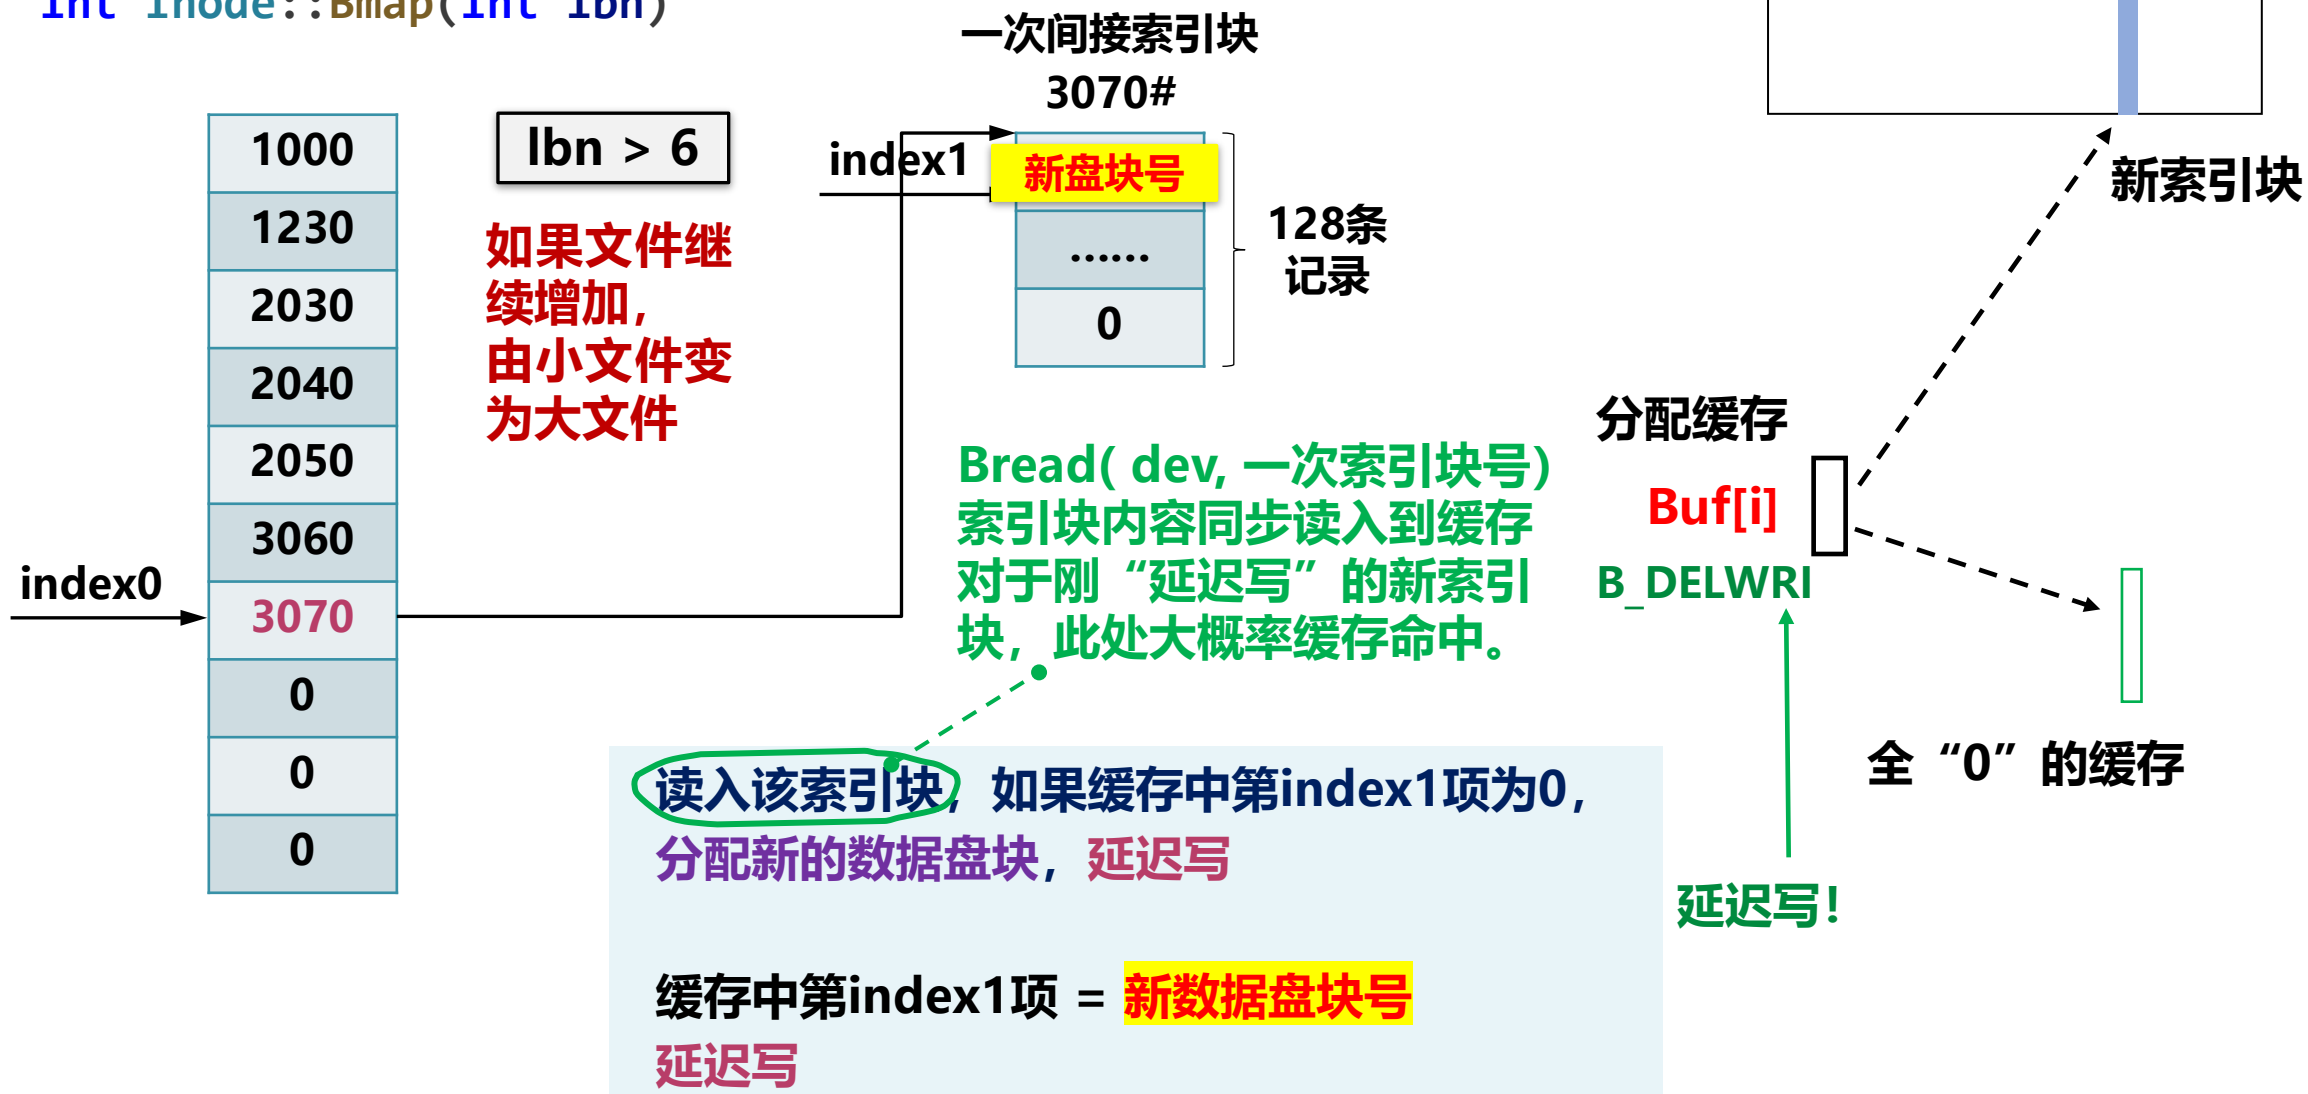 int Inode::Bmap(int lbn)
一次间接索引块
3070#
1000
1230
2030
2040
2050
3060
3070
0
0
0
index0
lbn > 6
如果文件继
续增加，
由小文件变
为大文件
index1
新盘块号
......
0
128条
记录
新索引块
分配缓存
Buf[i]
B_DELWRI
延迟写！
全“0”的缓存
Bread( dev, 一次索引块号)
索引块内容同步读入到缓存
对于刚“延迟写”的新索引
块，此处大概率缓存命中。
读入该索引块，如果缓存中第index1项为0，
分配新的数据盘块，延迟写
缓存中第index1项 = 新数据盘块号
延迟写